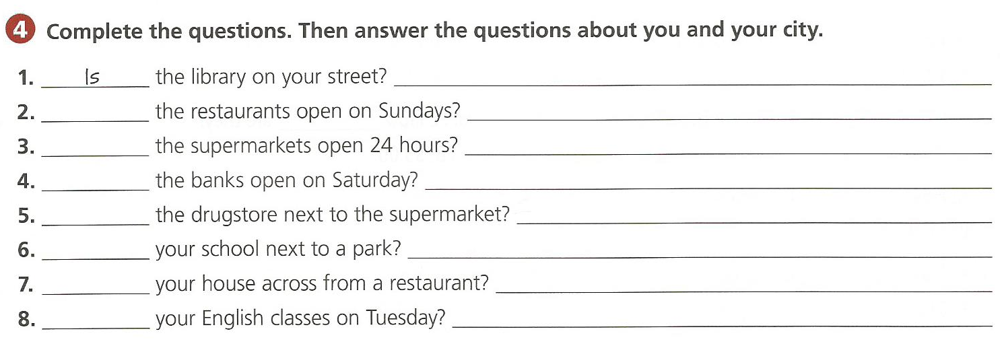 4 Complete the questions. Then answer the questions about you and your city.
1. Is the library on your street?
2. the restaurants open on Sundays?
3. the supermarkets open 24 hours?
4. the banks open on Saturday?
5. the drugstore next to the supermarket?
6. your school next to a park?
7. your house across from a restaurant?
8. your English classes on Tuesday?